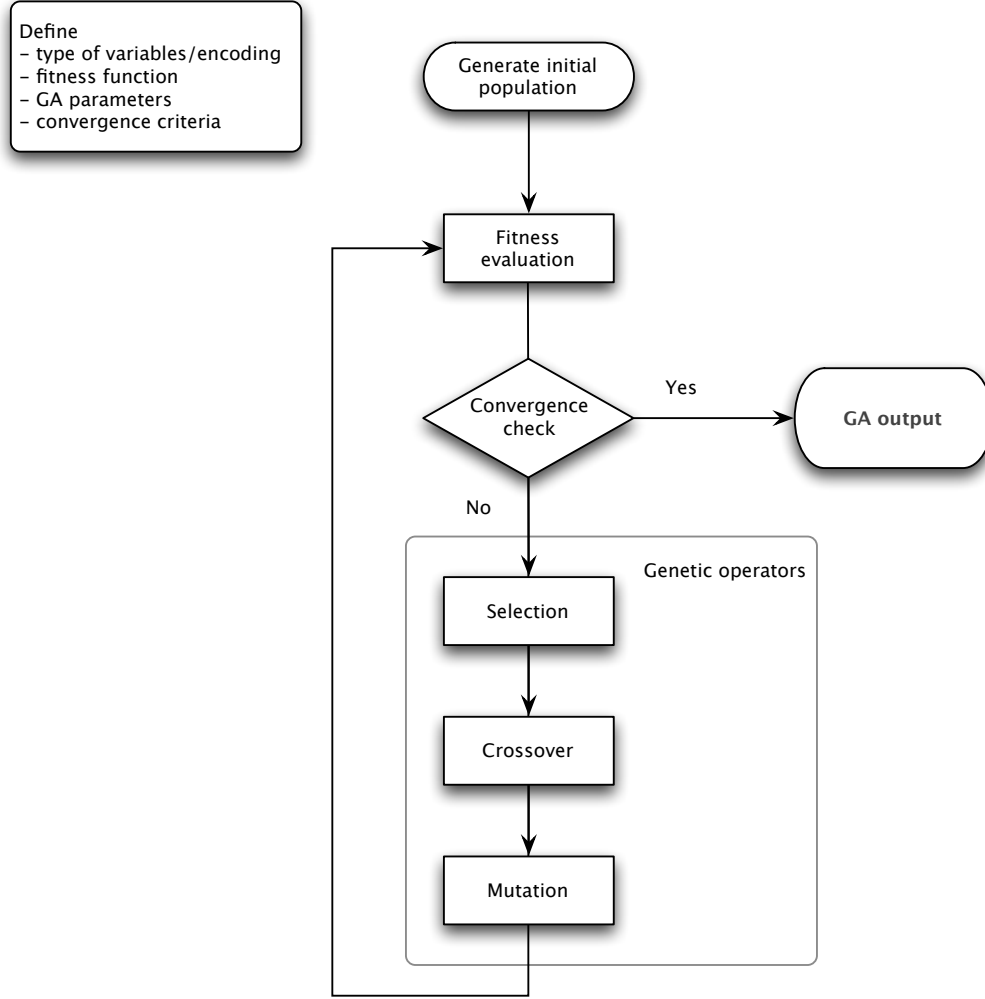 Define
– type of variables/encoding
– fitness function
– GA parameters
– convergence criteria
Generate initial
population
Fitness
evaluation
Convergence
check
Yes
GA output
No
Genetic operators
Selection
Crossover
Mutation